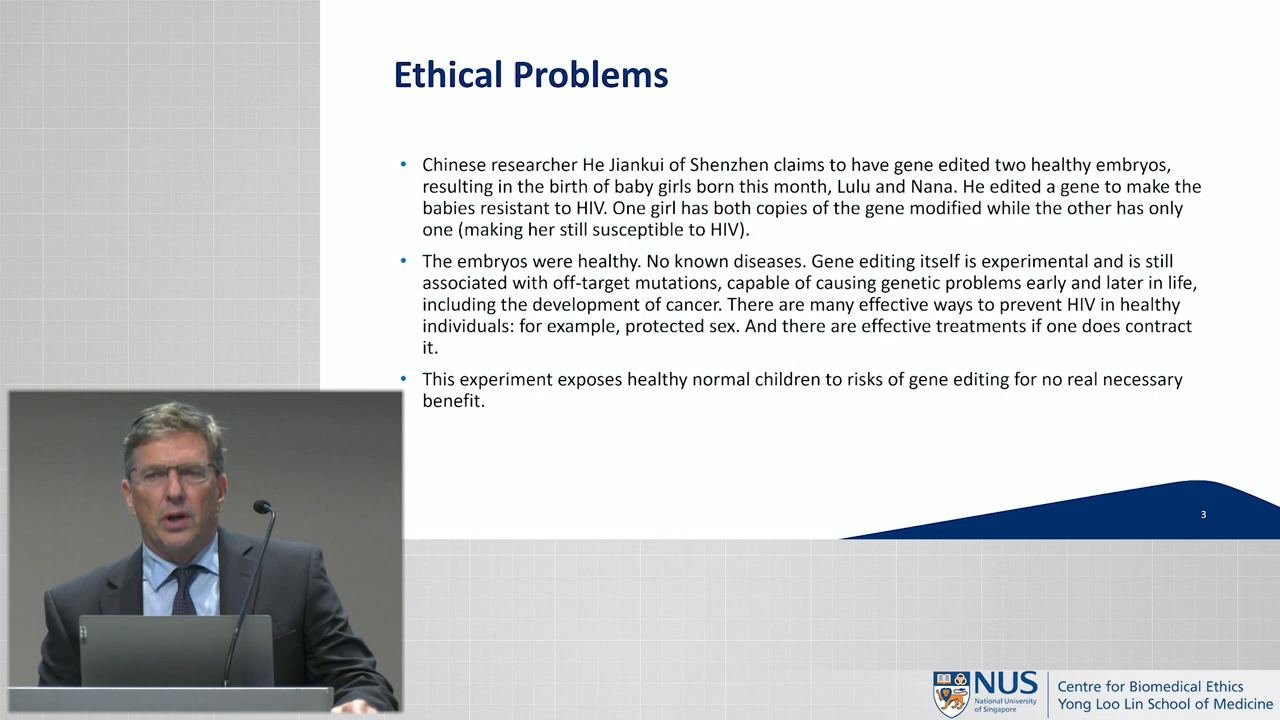 Ethical Problems
• Chinese researcher He Jiankui of Shenzhen claims to have gene edited two healthy embryos,
resulting in the birth of baby girls born this month, Lulu and Nana. He edited a gene to make the
babies resistant to HIV. One girl has both copies of the gene modified while the other has only
one (making her still susceptible to HIV).
• The embryos were healthy. No known diseases. Gene editing itself is experimental and is still
associated with off-target mutations, capable of causing genetic problems early and later in life,
including the development of cancer. There are many effective ways to prevent HIV in healthy
individuals: for example, protected sex. And there are effective treatments if one does contract
it.
• This experiment exposes healthy normal children to risks of gene editing for no real necessary
benefit.
3
NUS
National University
of Singapore
Centre for Biomedical Ethics
Yong Loo Lin School of Medicine